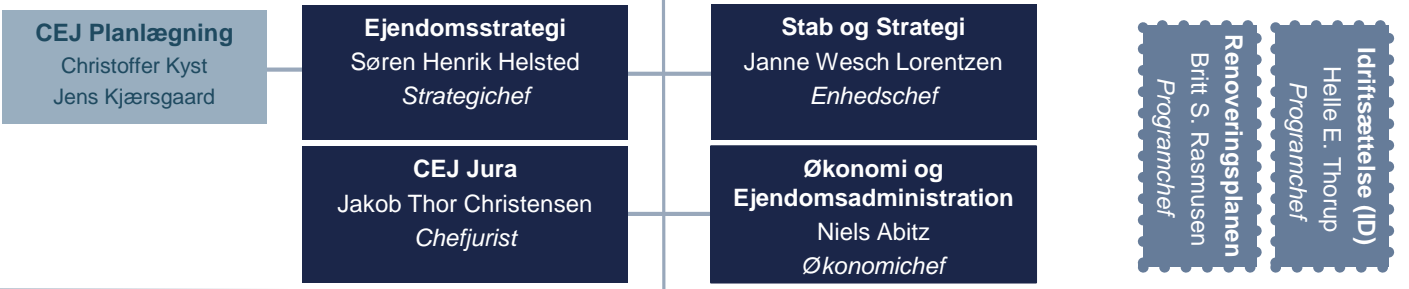 CEJ Planlægning
Christoffer Kyst
Jens Kjærsgaard
Ejendomsstrategi
Søren Henrik Helsted
Strategichef
Stab og Strategi
Janne Wesch Lorentzen
Enhedschef
CEJ Jura
Jakob Thor Christensen
Chefjurist
Økonomi og
Ejendomsadministration
Niels Abitz
Økonomichef
Renoveringsplanen
Britt S. Rasmusen
Programchef
Idriftsættelse (ID)
Helle E. Thorup
Programchef